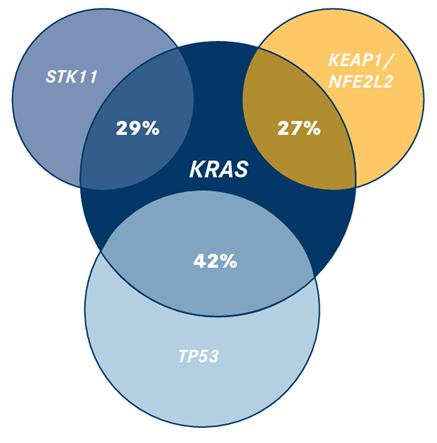 STK11
KEAP1/
NFE2L2
29%
27%
KRAS
42%
TP53